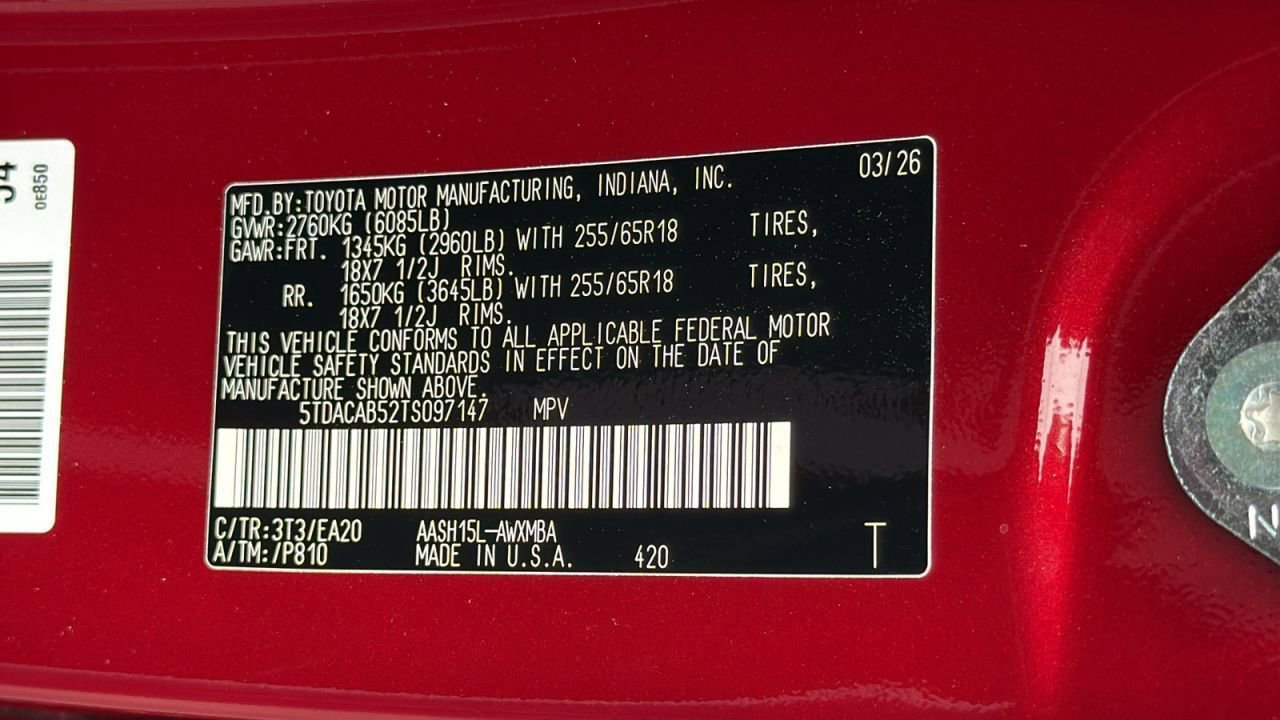 54
0E850
03/26
MFD.BY:TOYOTA MOTOR MANUFACTURING, INDIANA, INC.
GVWR:2760KG (6085LB)
GAWR:FRT. 1345KG (2960LB) WITH 255/65R18 TIRES,
18X7 1/2J RIMS.
RR. 1650KG (3645LB) WITH 255/65R18 TIRES,
18X7 1/2J RIMS.
THIS VEHICLE CONFORMS TO ALL APPLICABLE FEDERAL MOTOR
VEHICLE SAFETY STANDARDS IN EFFECT ON THE DATE OF
MANUFACTURE SHOWN ABOVE.
5TDACAB52TS097147 MPV
C/TR:3T3/EA20 AASH15L-AWXMBA
A/TM:/P810 MADE IN U.S.A. 420
T